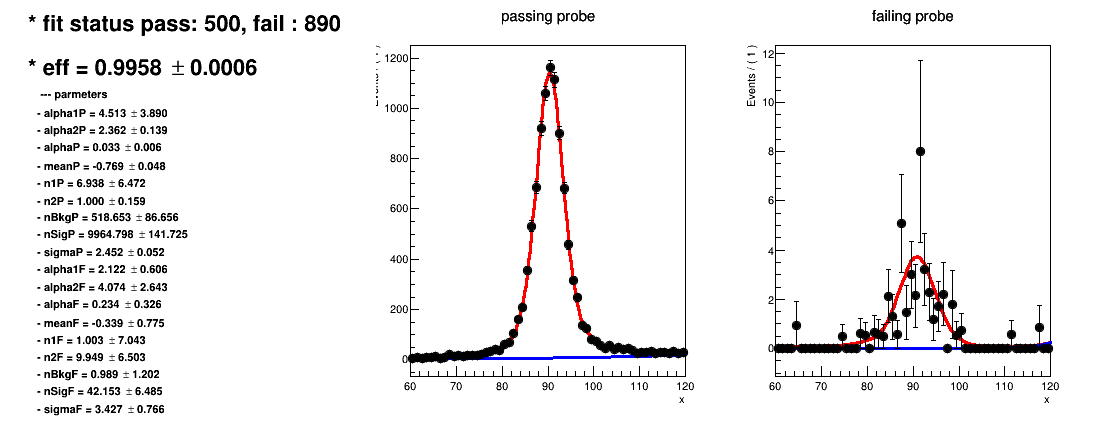 * fit status pass: 500, fail : 890
* eff = 0.9958 ± 0.0006
--- parmeters
- alpha1P = 4.513 ± 3.890
- alpha2P = 2.362 ± 0.139
- alphaP = 0.033 ± 0.006
- meanP = -0.769 ± 0.048
- n1P = 6.938 ± 6.472
- n2P = 1.000 ± 0.159
- nBkgP = 518.653 ± 86.656
- nSigP = 9964.798 ± 141.725
- sigmaP = 2.452 ± 0.052
- alpha1F = 2.122 ± 0.606
- alpha2F = 4.074 ± 2.643
- alphaF = 0.234 ± 0.326
- meanF = -0.339 ± 0.775
- n1F = 1.003 ± 7.043
- n2F = 9.949 ± 6.503
- nBkgF = 0.989 ± 1.202
- nSigF = 42.153 ± 6.485
- sigmaF = 3.427 ± 0.766
passing probe
1200
1000
800
600
400
200
0
60 70 80 90 100 110 120
x
failing probe
Events / ( 1 )
12
10
8
6
4
2
0
60 70 80 90 100 110 120
x